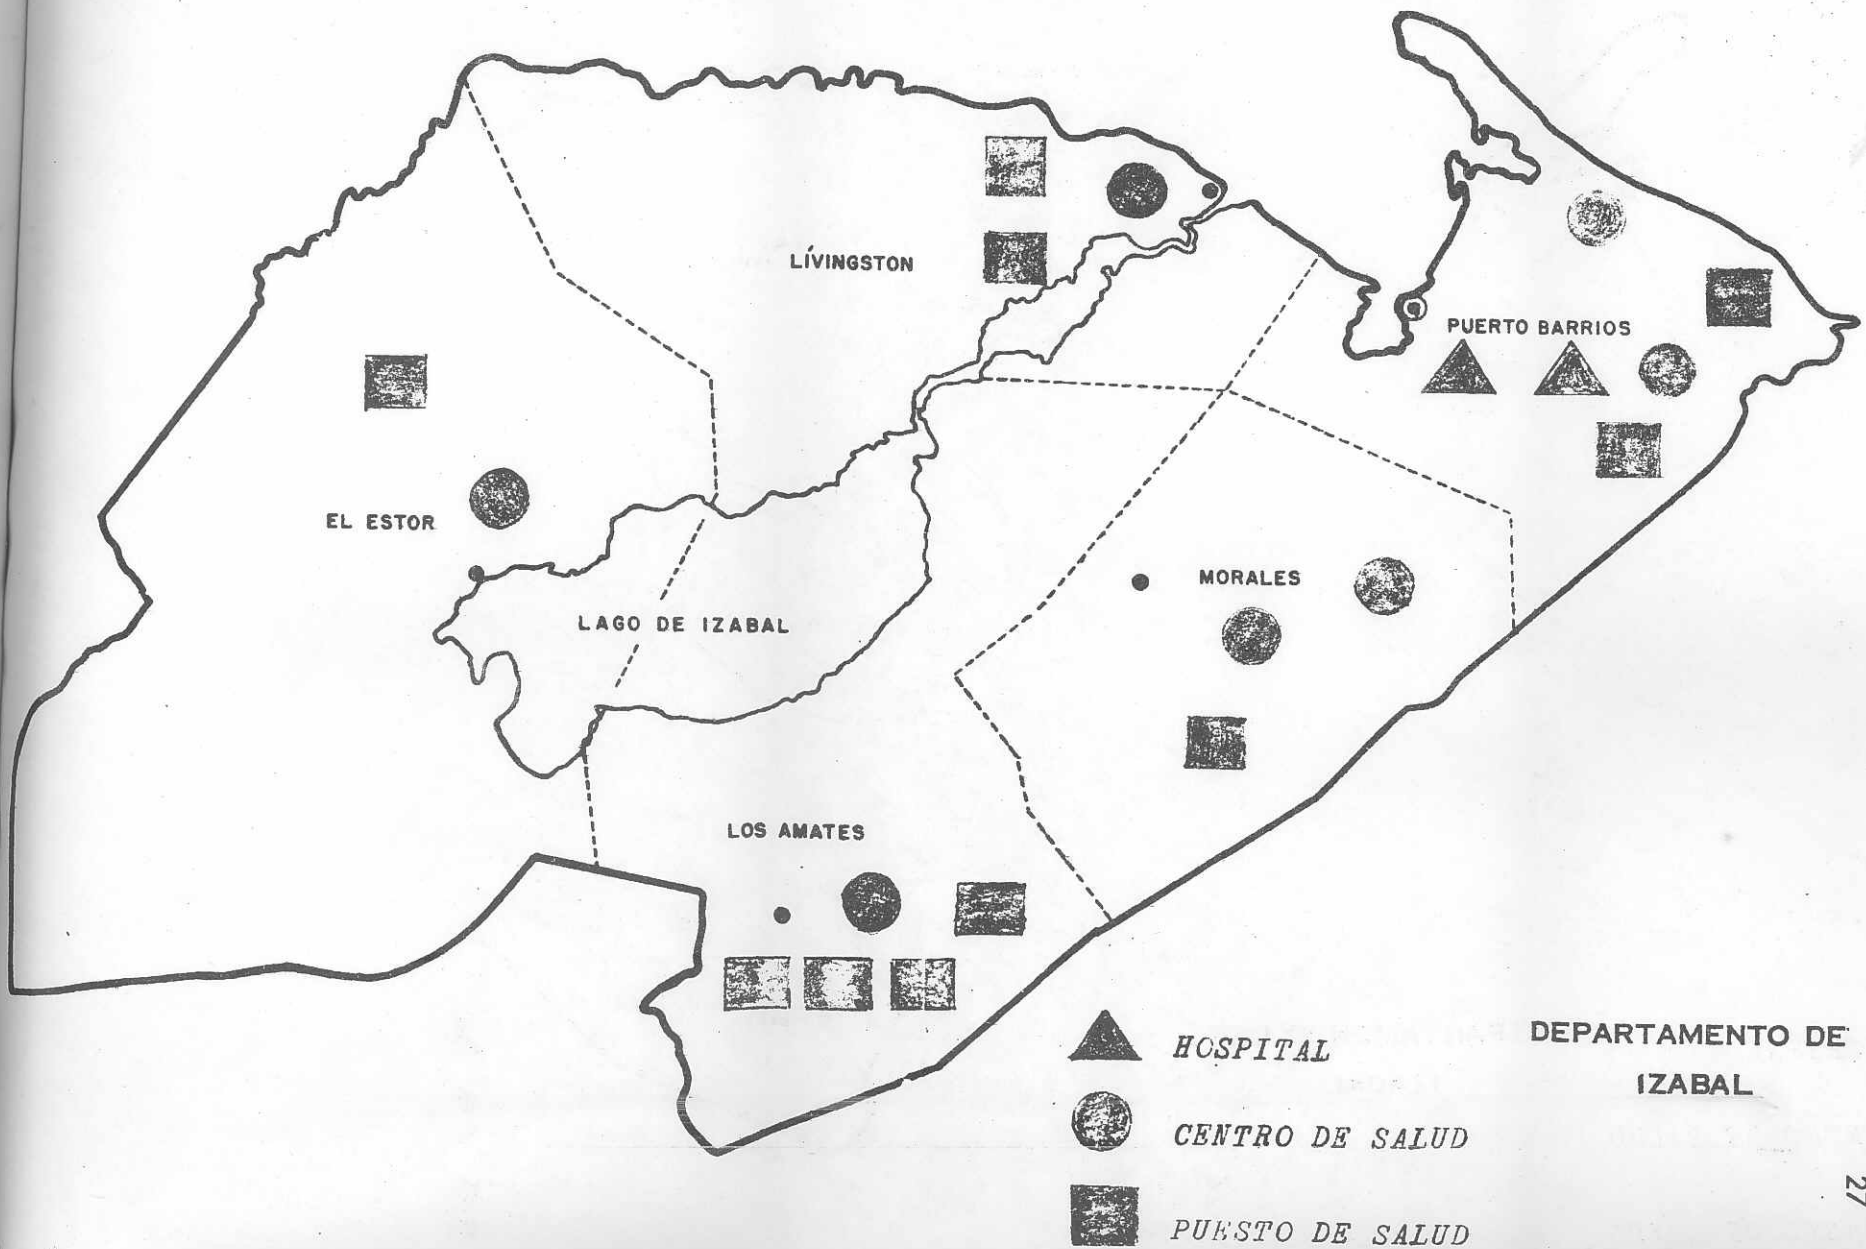 LÍVINGSTON
PUERTO BARRIOS
EL ESTOR
MORALES
LAGO DE IZABAL
LOS AMATES
HOSPITAL
CENTRO DE SALUD
PUESTO DE SALUD
DEPARTAMENTO DE
IZABAL
27